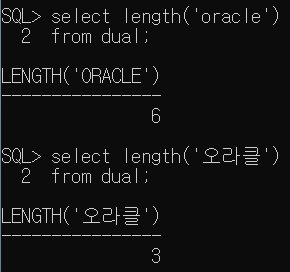 SQL> select length('oracle')
  2  from dual;
LENGTH('ORACLE')
----------------
               6
SQL> select length('오라클')
  2  from dual;
LENGTH('오라클')
----------------
               3